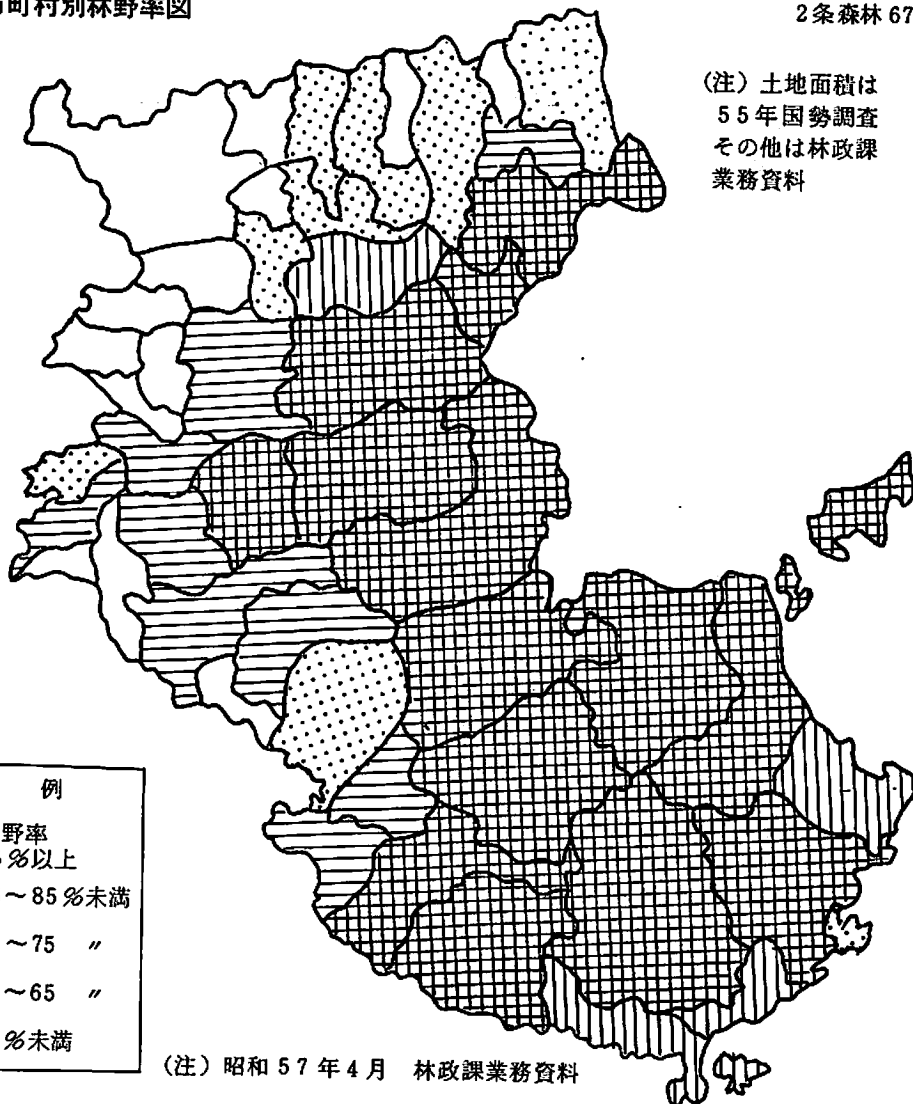 町村別林野率図
2条森林67
(注) 土地面積は
55年国勢調査
その他は林政課
業務資料
例
野率
%以上
~85%未満
~75 〃
~65 〃
%未満
(注) 昭和57年4月 林政課業務資料